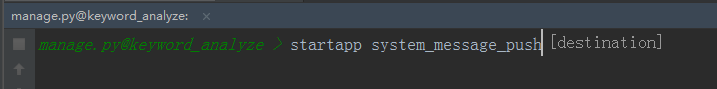 manage.py@keyword_analyze:
manage.py@keyword_analyze > startapp system_message_push [destination]